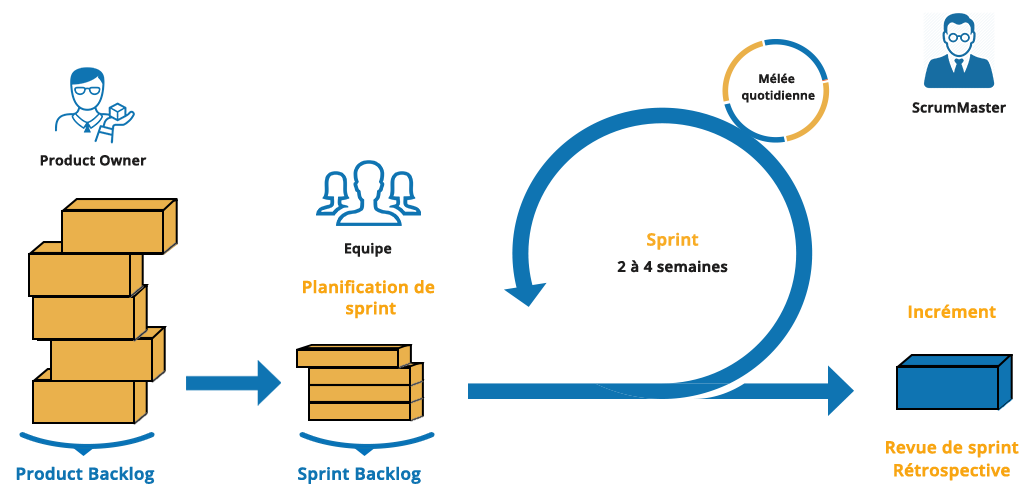 Product Owner
Product Backlog
Equipe
Planification de
sprint
Sprint Backlog
Mêlée
quotidienne
Sprint
2 à 4 semaines
ScrumMaster
Incrément
Revue de sprint
Rétrospective